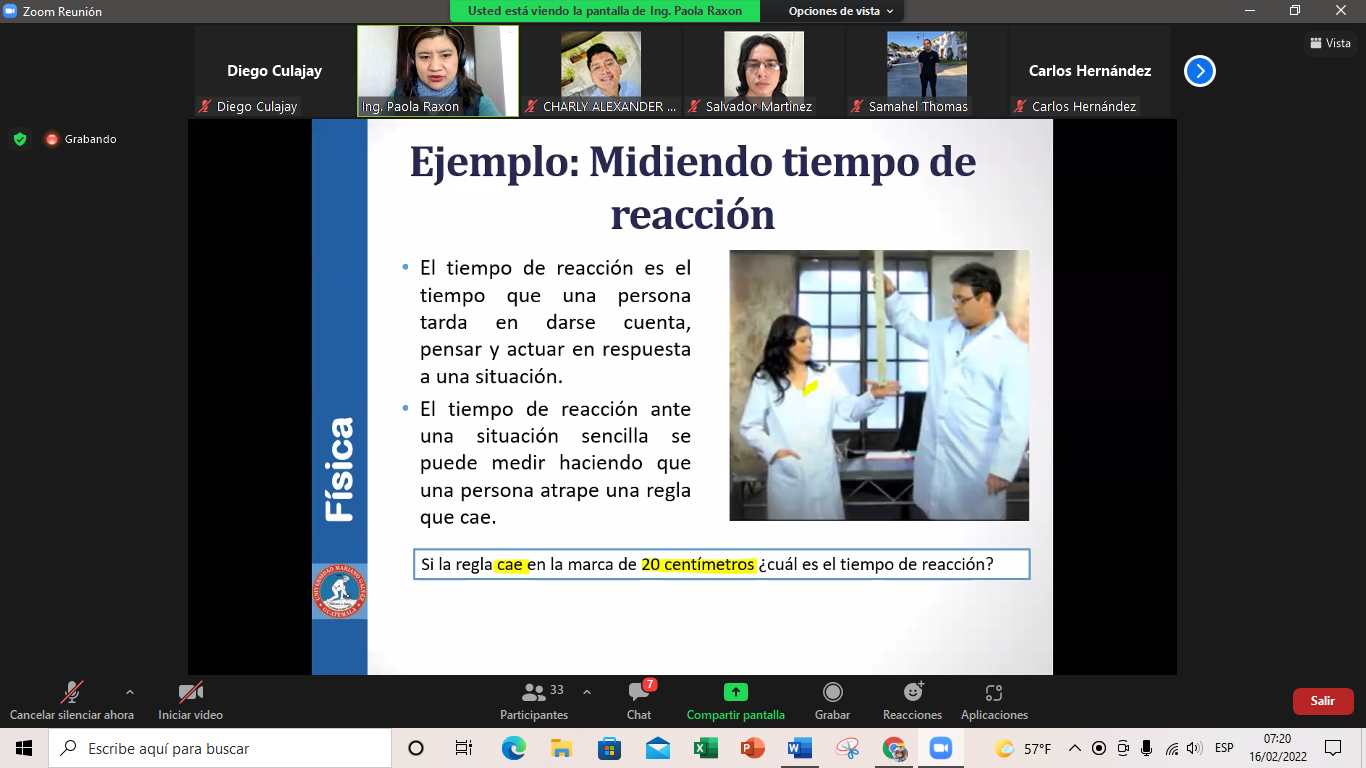 Zoom Reunión
Usted está viendo la pantalla de Ing. Paola Raxon
Opciones de vista
Vista
Diego Culajay
Carlos Hernández
Diego Culajay
Ing. Paola Raxon
CHARLY ALEXANDER ...
Salvador Martinez
Samahel Thomas
Carlos Hernández
Grabando
Ejemplo: Midiendo tiempo de
reacción
• El tiempo de reacción es el
tiempo que una persona
tarda en darse cuenta,
pensar y actuar en respuesta
a una situación.
• El tiempo de reacción ante
una situación sencilla se
puede medir haciendo que
una persona atrape una regla
que cae.
Física
UNIVERSIDAD MARIANO GALVEZ
GUATEMALA
Si la regla cae en la marca de 20 centímetros ¿cuál es el tiempo de reacción?
Cancelar silenciar ahora
Iniciar video
33
Participantes
7
Chat
Compartir pantalla
Grabar
Reacciones
Aplicaciones
Salir
Escribe aquí para buscar
57°F
ESP
07:20
16/02/2022